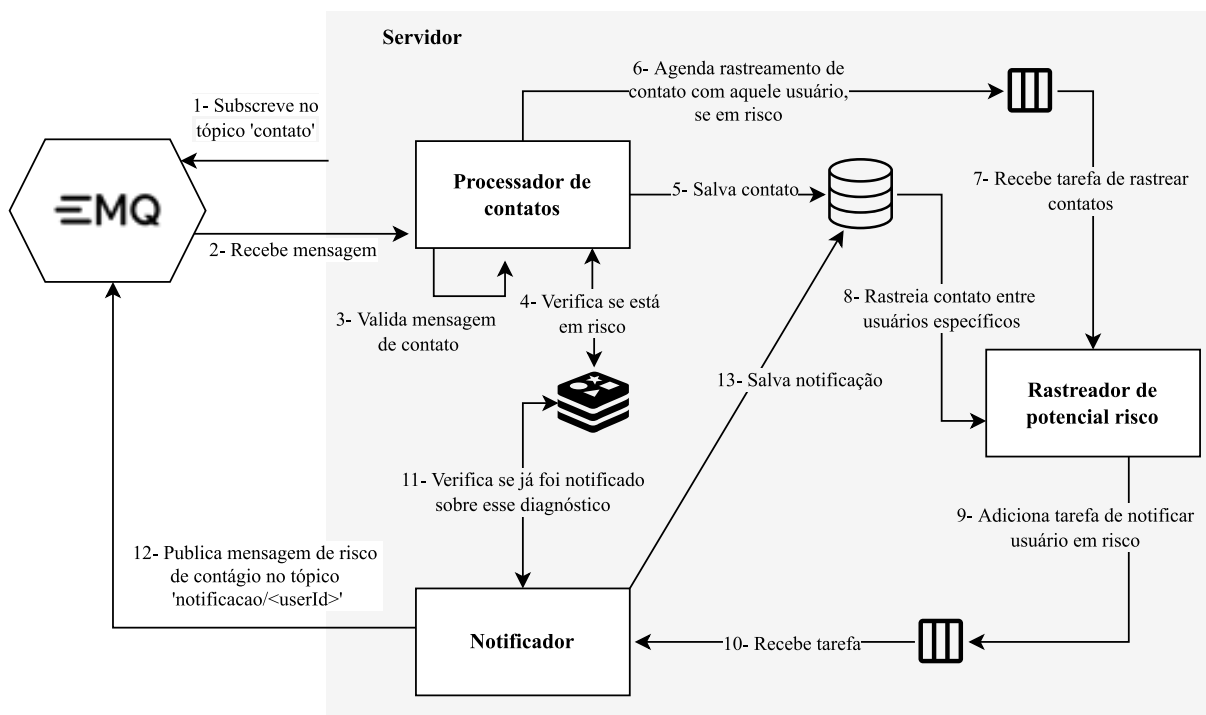 Servidor
6- Agenda rastreamento de
contato com aquele usuário,
se em risco
1- Subscreve no
tópico 'contato'
EMQ
2- Recebe mensagem
Processador de
contatos
5- Salva contato
7- Recebe tarefa de rastrear
contatos
3- Valida mensagem
de contato
4- Verifica se está
em risco
8- Rastreia contato entre
usuários específicos
13- Salva notificação
Rastreador de
potencial risco
11- Verifica se já foi notificado
sobre esse diagnóstico
9- Adiciona tarefa de notificar
usuário em risco
12- Publica mensagem de risco
de contágio no tópico
'notificacao/<userId>'
Notificador
10- Recebe tarefa